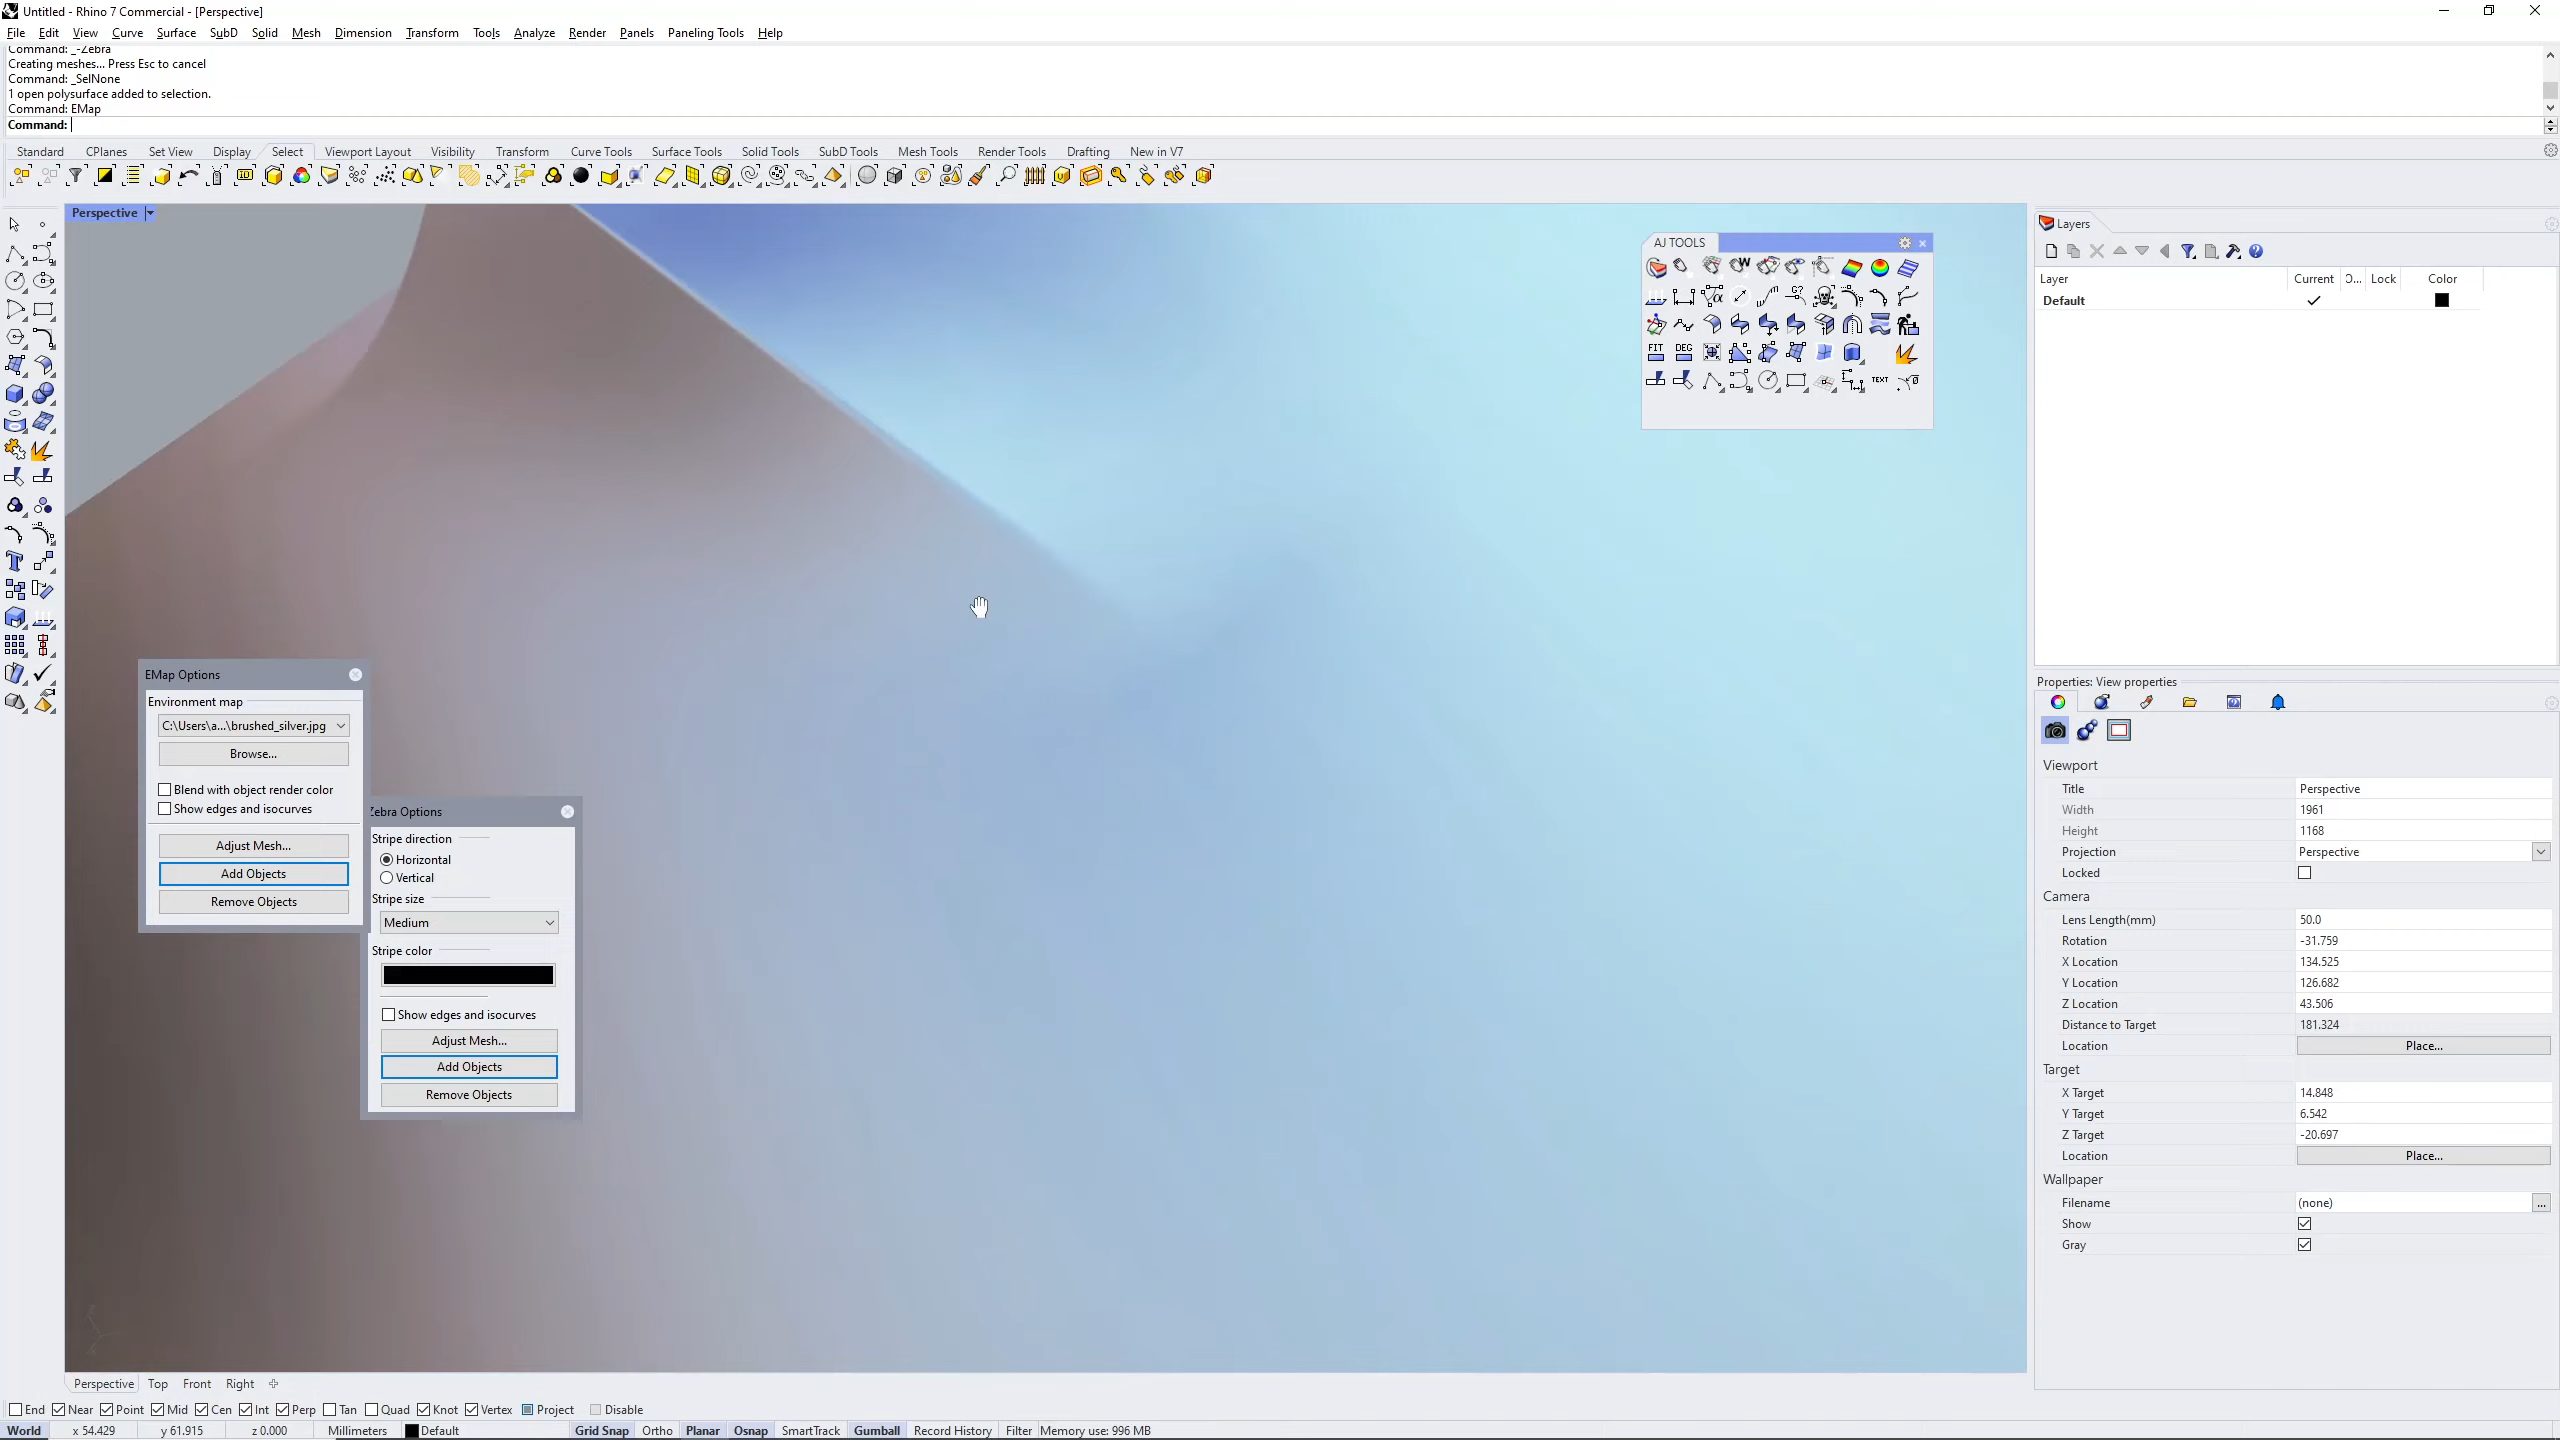 Untitled - Rhino 7 Commercial - [Perspective]
File Edit View Curve Surface SubD Solid Mesh Dimension Transform Tools Analyze Render Panels Paneling Tools Help
Command: _-Zebra
Creating meshes... Press Esc to cancel
Command: _SelNone
1 open polysurface added to selection.
Command: EMap
Command:
Standard CPlanes Set View Display Select Viewport Layout Visibility Transform Curve Tools Surface Tools Solid Tools SubD Tools Mesh Tools Render Tools Drafting New in V7
Perspective
AJ TOOLS
FIT DEG
TEXT
Layers
Layer Current Lock Color
Default
EMap Options
Environment map
C:\Users\a...\brushed_silver.jpg
Browse...
Blend with object render color
Show edges and isocurves
Adjust Mesh...
Add Objects
Remove Objects
Zebra Options
Stripe direction
Horizontal
Vertical
Stripe size
Medium
Stripe color
Show edges and isocurves
Adjust Mesh...
Add Objects
Remove Objects
Properties: View properties
Viewport
Title Perspective
Width 1961
Height 1168
Projection Perspective
Locked
Camera
Lens Length(mm) 50.0
Rotation -31.759
X Location 134.525
Y Location 126.682
Z Location 43.506
Distance to Target 181.324
Location Place...
Target
X Target 14.848
Y Target 6.542
Z Target -20.697
Location Place...
Wallpaper
Filename (none) ...
Show
Gray
Perspective Top Front Right
End Near Point Mid Cen Int Perp Tan Quad Knot Vertex Project Disable
World x 54.429 y 61.915 z 0.000 Millimeters Default Grid Snap Ortho Planar Osnap SmartTrack Gumball Record History Filter Memory use: 996 MB